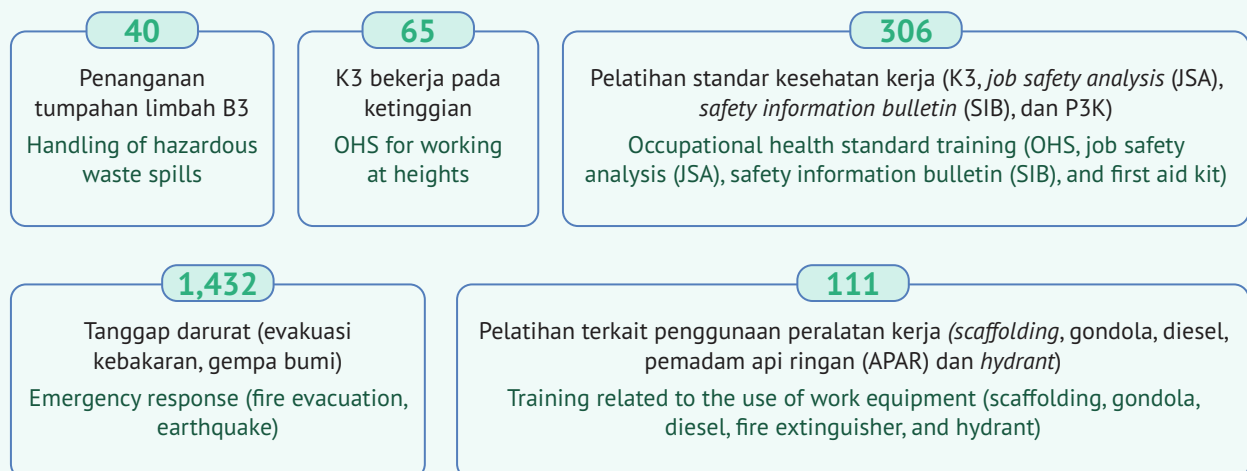 40
Penanganan
tumpahan limbah B3
Handling of hazardous
waste spills
65
K3 bekerja pada
ketinggian
OHS for working
at heights
306
Pelatihan standar kesehatan kerja (K3, job safety analysis (JSA),
safety information bulletin (SIB), dan P3K)
Occupational health standard training (OHS, job safety
analysis (JSA), safety information bulletin (SIB), and first aid kit)
1,432
Tanggap darurat (evakuasi
kebakaran, gempa bumi)
Emergency response (fire evacuation,
earthquake)
111
Pelatihan terkait penggunaan peralatan kerja (scaffolding, gondola, diesel,
pemadam api ringan (APAR) dan hydrant)
Training related to the use of work equipment (scaffolding, gondola,
diesel, fire extinguisher, and hydrant)